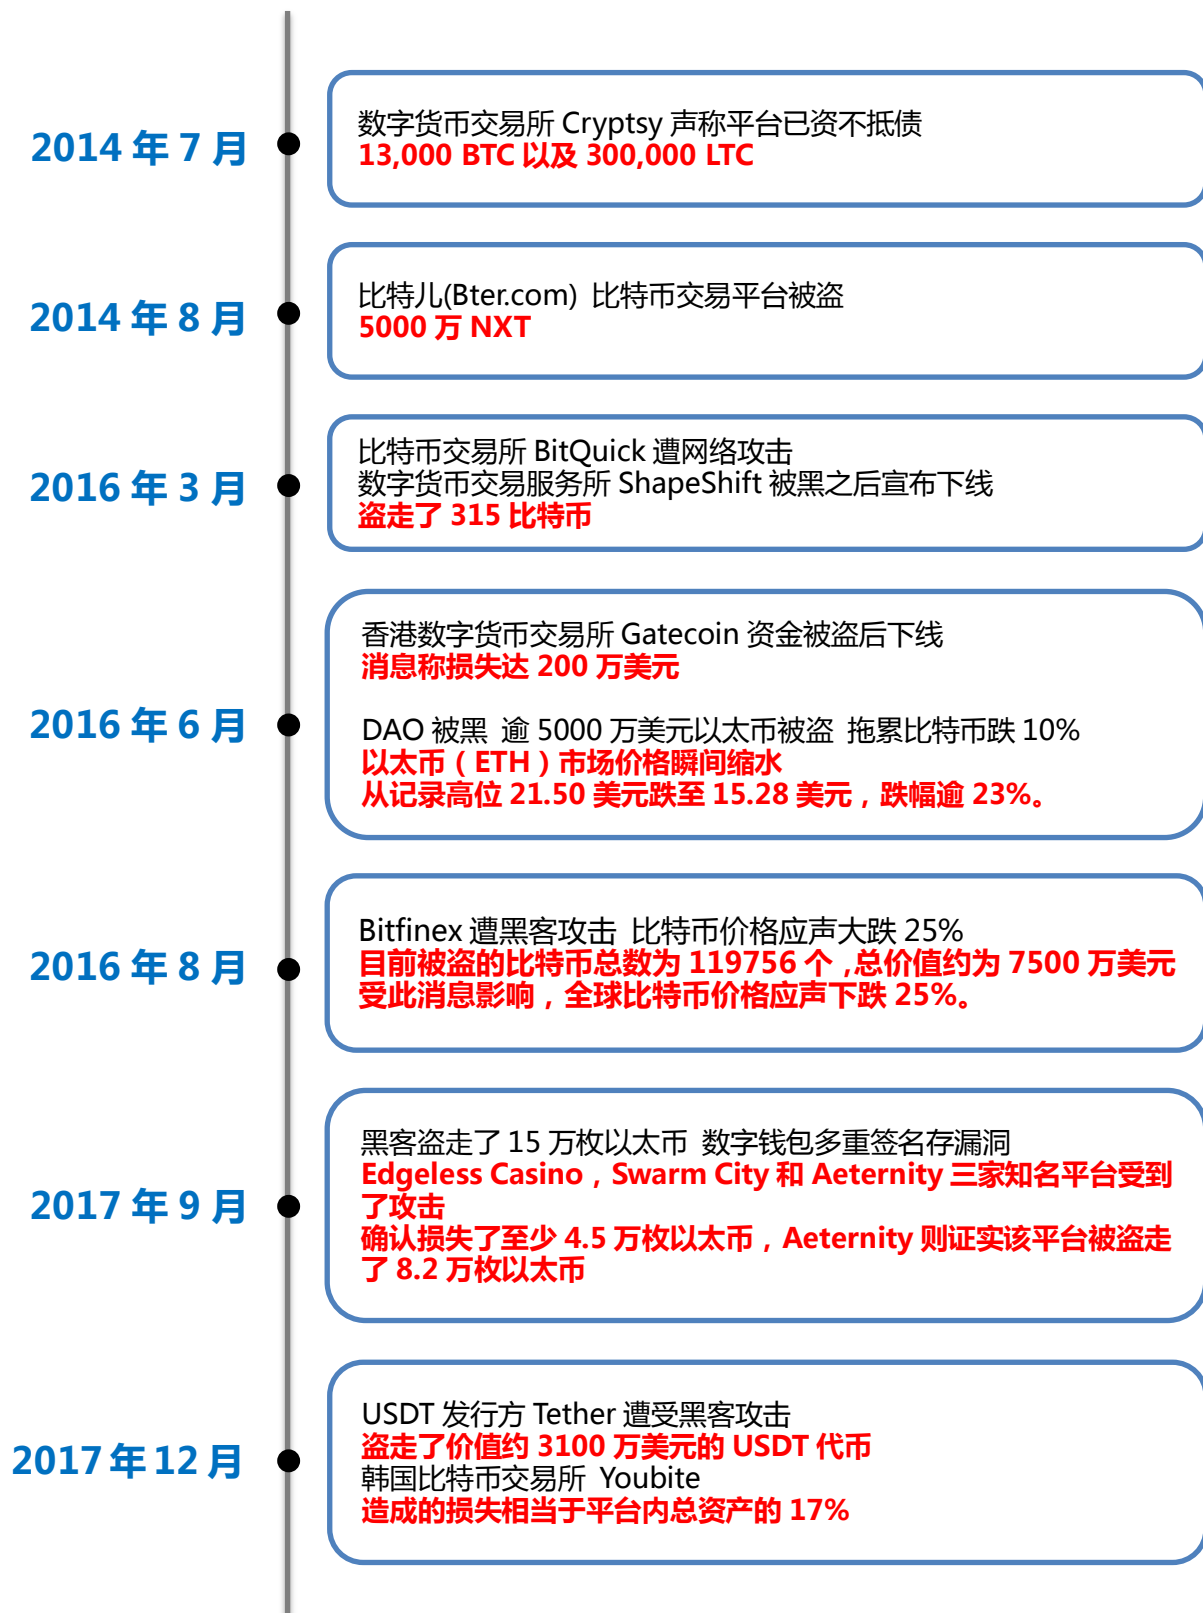 2014 年 7 月
数字货币交易所 Cryptsy 声称平台已资不抵债
13,000 BTC 以及 300,000 LTC
2014 年 8 月
比特儿(Bter.com) 比特币交易平台被盗
5000 万 NXT
2016 年 3 月
比特币交易所 BitQuick 遭网络攻击
数字货币交易服务所 ShapeShift 被黑之后宣布下线
盗走了 315 比特币
2016 年 6 月
香港数字货币交易所 Gatecoin 资金被盗后下线
消息称损失达 200 万美元
DAO 被黑 逾 5000 万美元以太币被盗 拖累比特币跌 10%
以太币（ETH）市场价格瞬间缩水
从记录高位 21.50 美元跌至 15.28 美元，跌幅逾 23%。
2016 年 8 月
Bitfinex 遭黑客攻击 比特币价格应声大跌 25%
目前被盗的比特币总数为 119756 个，总价值约为 7500 万美元
受此消息影响，全球比特币价格应声下跌 25%。
2017 年 9 月
黑客盗走了 15 万枚以太币 数字钱包多重签名存漏洞
Edgeless Casino，Swarm City 和 Aeternity 三家知名平台受到
了攻击
确认损失了至少 4.5 万枚以太币，Aeternity 则证实该平台被盗走
了 8.2 万枚以太币
2017 年 12 月
USDT 发行方 Tether 遭受黑客攻击
盗走了价值约 3100 万美元的 USDT 代币
韩国比特币交易所 Youbite
造成的损失相当于平台内总资产的 17%